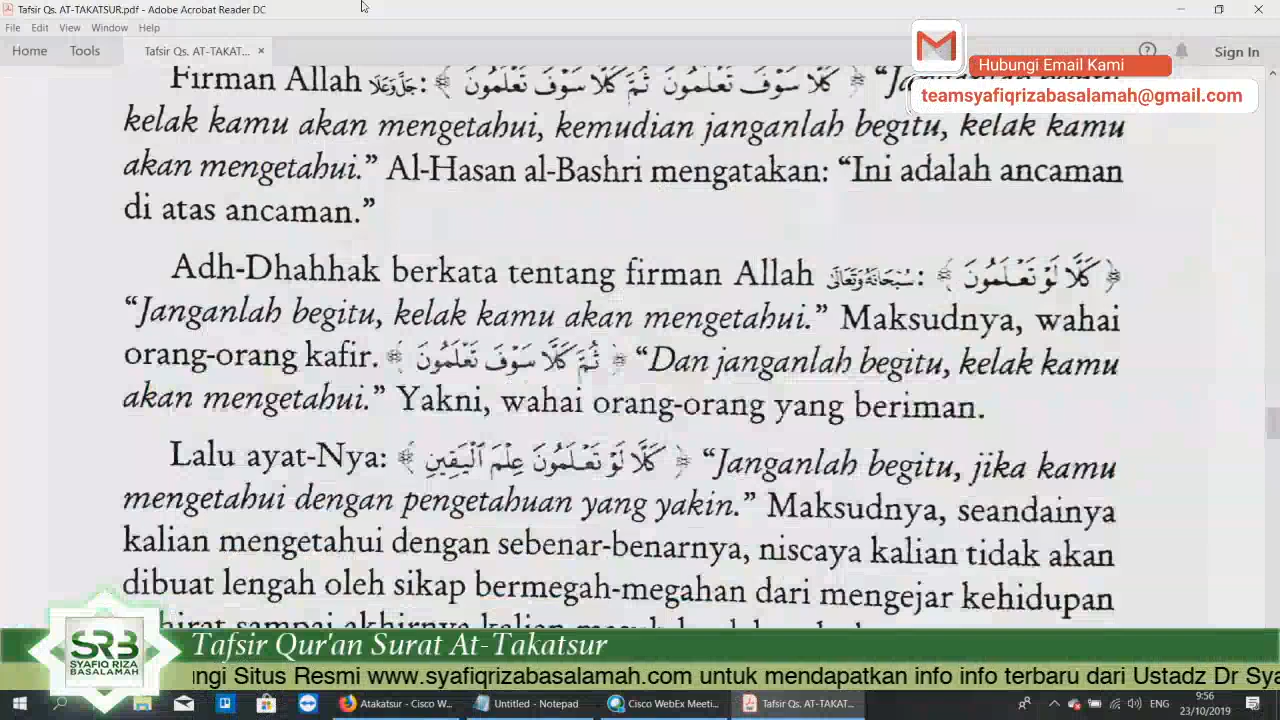 Tafsir Qs. AT-TAKATSUR.pdf - Adobe Acrobat Reader DC
File Edit View Window Help
Home Tools Tafsir Qs. AT-TAKAT... × Sign In
Hubungi Email Kami
teamsyafiqrizabasalamah@gmail.com
Firman Allah جَلَّ وَعَلَا: ﴿ كَلَّا سَوْفَ تَعْلَمُونَ ثُمَّ كَلَّا سَوْفَ تَعْلَمُونَ ﴾
kelak kamu akan mengetahui, kemudian janganlah begitu, kelak kamu
akan mengetahui.” Al-Hasan al-Bashri mengatakan: “Ini adalah ancaman
di atas ancaman.”
Adh-Dhahhak berkata tentang firman Allah سُبْحَانَهُ وَتَعَالَى: ﴿ كَلَّا لَوْ تَعْلَمُونَ ﴾
“Janganlah begitu, kelak kamu akan mengetahui.” Maksudnya, wahai
orang-orang kafir. ﴿ ثُمَّ كَلَّا سَوْفَ تَعْلَمُونَ ﴾ “Dan janganlah begitu, kelak kamu
akan mengetahui.” Yakni, wahai orang-orang yang beriman.
Lalu ayat-Nya: ﴿ كَلَّا لَوْ تَعْلَمُونَ عِلْمَ ٱلْيَقِينِ ﴾ “Janganlah begitu, jika kamu
mengetahui dengan pengetahuan yang yakin.” Maksudnya, seandainya
kalian mengetahui dengan sebenar-benarnya, niscaya kalian tidak akan
dibuat lengah oleh sikap bermegah-megahan dari mengejar kehidupan
SRB
SYAFIQ RIZA
BASALAMAH
Tafsir Qur'an Surat At-Takatsur
ngi Situs Resmi www.syafiqrizabasalamah.com untuk mendapatkan info info terbaru dari Ustadz Dr Sya
Atakatsur - Cisco W... Untitled - Notepad Cisco WebEx Meeti... Tafsir Qs. AT-TAKAT... ENG 9:56
23/10/2019